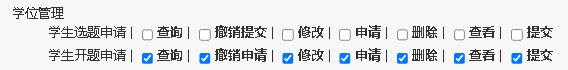 学位管理
学生选题申请 | 查询 | 撤销提交 | 修改 | 申请 | 删除 | 查看 | 提交
学生开题申请 | 查询 | 撤销申请 | 修改 | 申请 | 删除 | 查看 | 提交